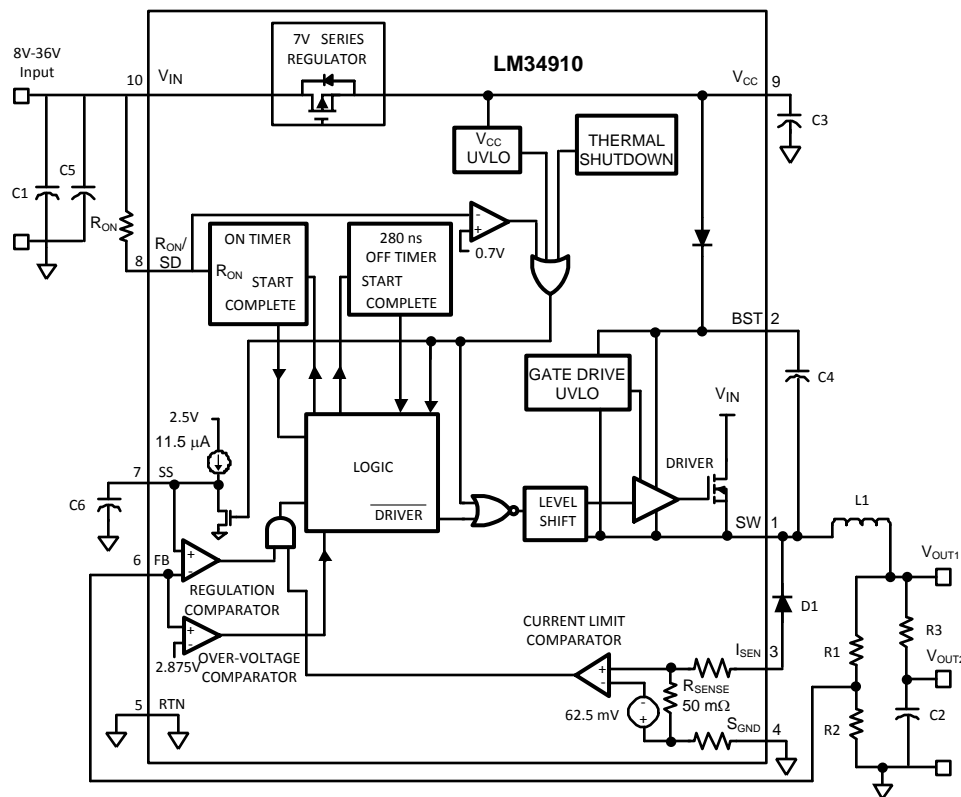 7V SERIES
REGULATOR
LM34910
8V-36V
Input
10
VIN
VCC
9
C3
VCC
UVLO
THERMAL
SHUTDOWN
C1
C5
RON
RON/
SD
8
ON TIMER
RON
START
COMPLETE
280 ns
OFF TIMER
START
COMPLETE
-
+
0.7V
BST
2
GATE DRIVE
UVLO
C4
VIN
2.5V
11.5 μA
LOGIC
DRIVER
DRIVER
7
SS
C6
LEVEL
SHIFT
SW
1
L1
6
FB
+
-
REGULATION
COMPARATOR
VOUT1
D1
CURRENT LIMIT
COMPARATOR
R3
R1
+
-
2.875V
OVER-VOLTAGE
COMPARATOR
ISEN
3
+
-
RSENSE
50 mΩ
VOUT2
5
RTN
62.5 mV
-
+
SGND
4
R2
C2